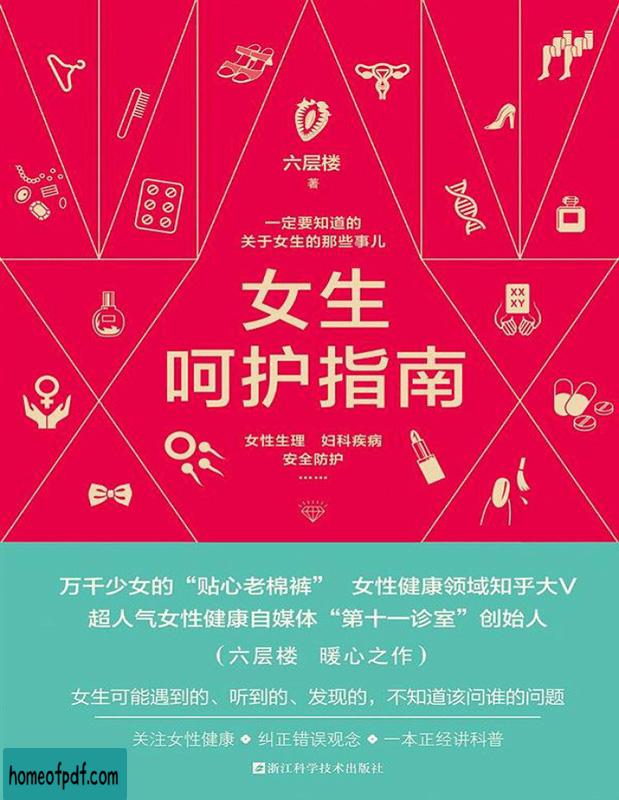 六层楼
著
一定要知道的
关于女生的那些事儿
XX
XY
女生
呵护指南
女性生理 妇科疾病
安全防护
……
万千少女的“贴心老棉裤” 女性健康领域知乎大V
超人气女性健康自媒体“第十一诊室”创始人
(六层楼 暖心之作)
女生可能遇到的、听到的、发现的,不知道该问谁的问题
关注女性健康 ◆ 纠正错误观念 ◆ 一本正经讲科普
浙江科学技术出版社
homeofpdf.com